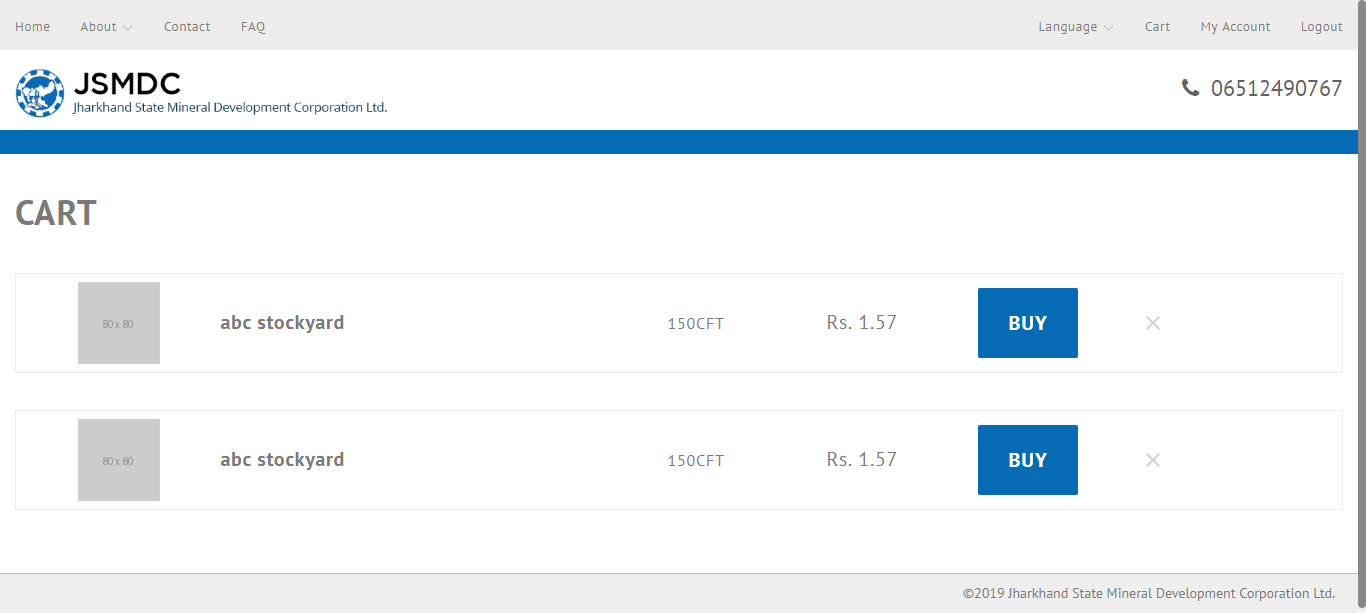 Home About Contact FAQ Language Cart My Account Logout
JSMDC
Jharkhand State Mineral Development Corporation Ltd.
06512490767
CART
80 x 80 abc stockyard 150CFT Rs. 1.57 BUY
80 x 80 abc stockyard 150CFT Rs. 1.57 BUY
©2019 Jharkhand State Mineral Development Corporation Ltd.